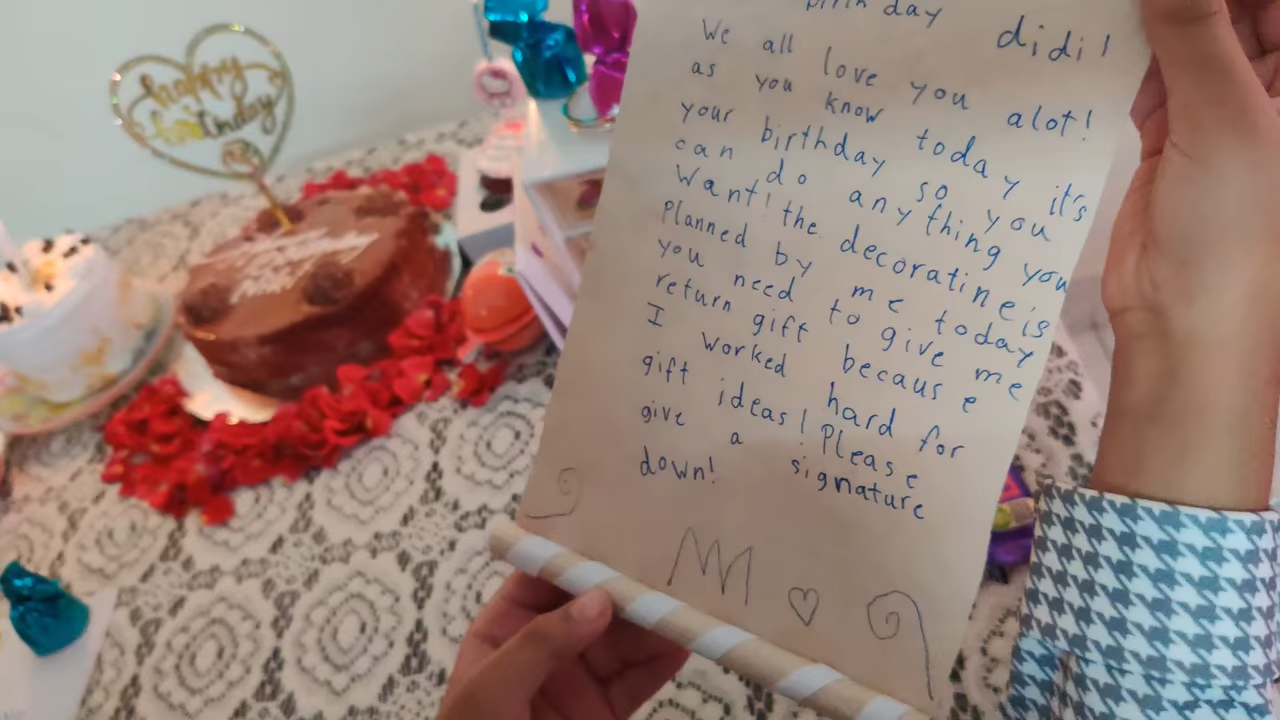 happy
birthday
birthday didi!
We all love you alot!
as you know today it's
your birthday so you
can do anything you
Want! the decoratine is
Planned by me today
you need to give me
return gift because
I worked hard for
gift ideas! Please
give a signature
down!